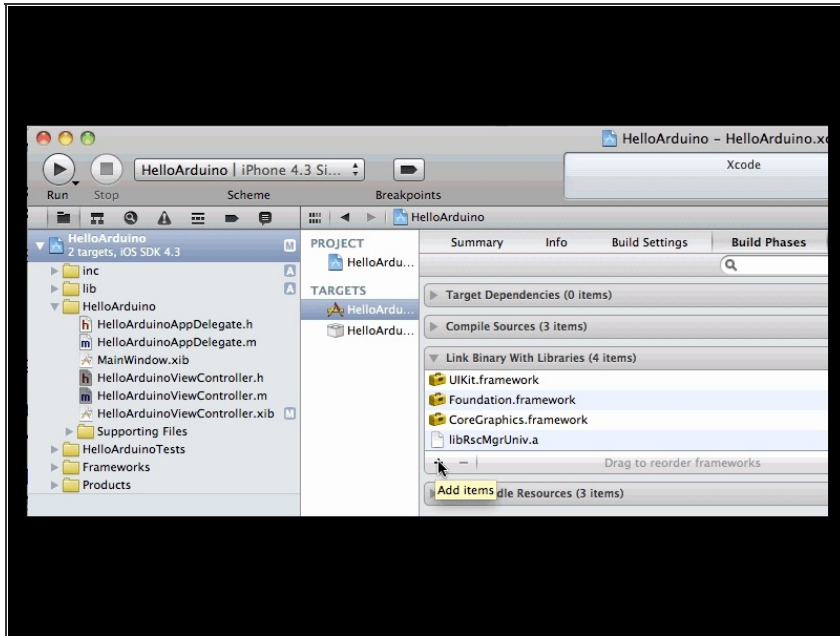 HelloArduino – HelloArduino.xc
HelloArduino | iPhone 4.3 Si...
Xcode
Run
Stop
Scheme
Breakpoints
HelloArduino
2 targets, iOS SDK 4.3
M
inc
A
lib
A
HelloArduino
h HelloArduinoAppDelegate.h
m HelloArduinoAppDelegate.m
MainWindow.xib
h HelloArduinoViewController.h
m HelloArduinoViewController.m
HelloArduinoViewController.xib
M
Supporting Files
HelloArduinoTests
Frameworks
Products
HelloArduino
PROJECT
HelloArdu...
TARGETS
HelloArdu...
HelloArdu...
Summary
Info
Build Settings
Build Phases
Target Dependencies (0 items)
Compile Sources (3 items)
Link Binary With Libraries (4 items)
UIKit.framework
Foundation.framework
CoreGraphics.framework
libRscMgrUniv.a
Drag to reorder frameworks
Add items
dle Resources (3 items)